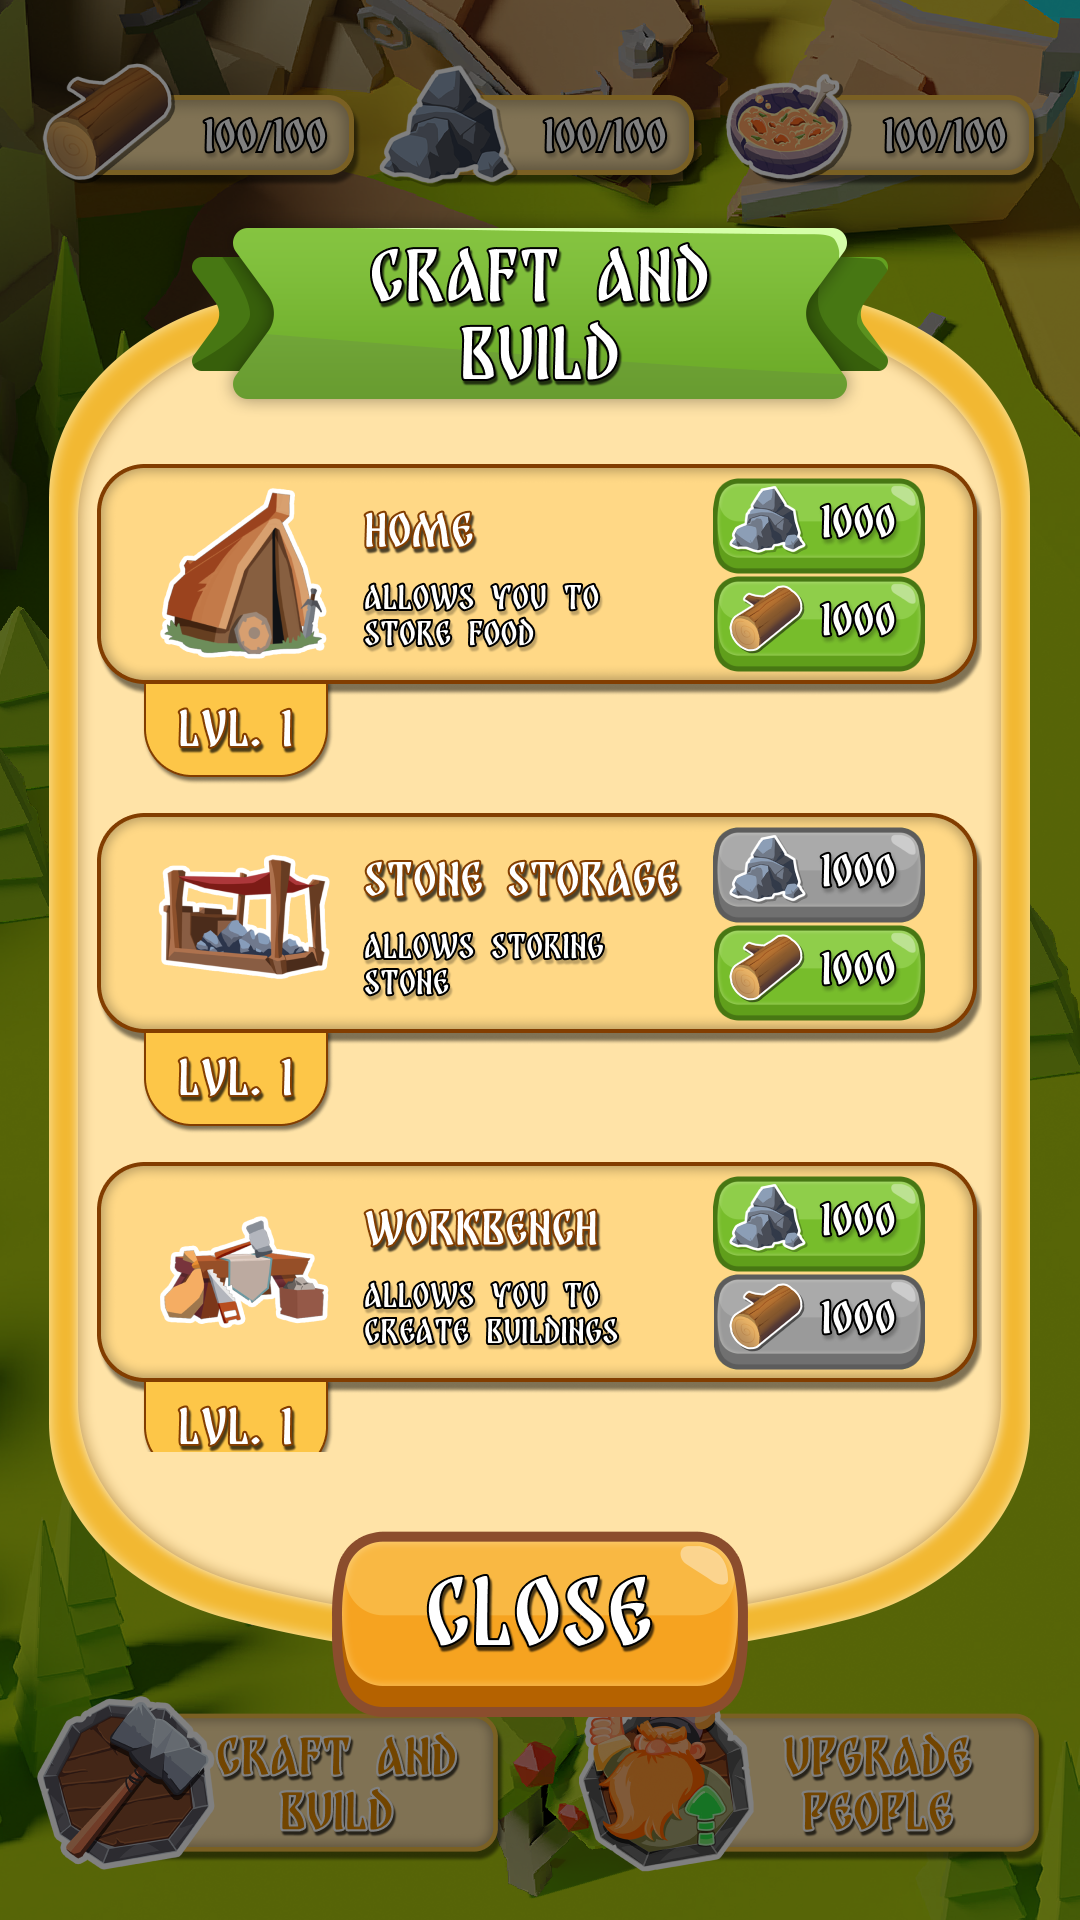 100/100 100/100 100/100
CRAFT AND
BUILD
HOME
ALLOWS YOU TO
STORE FOOD
1000
1000
LVL. 1
STONE STORAGE
ALLOWS STORING
STONE
1000
1000
LVL. 1
WORKBENCH
ALLOWS YOU TO
CREATE BUILDINGS
1000
1000
LVL. 1
CLOSE
CRAFT AND
BUILD
UPGRADE
PEOPLE